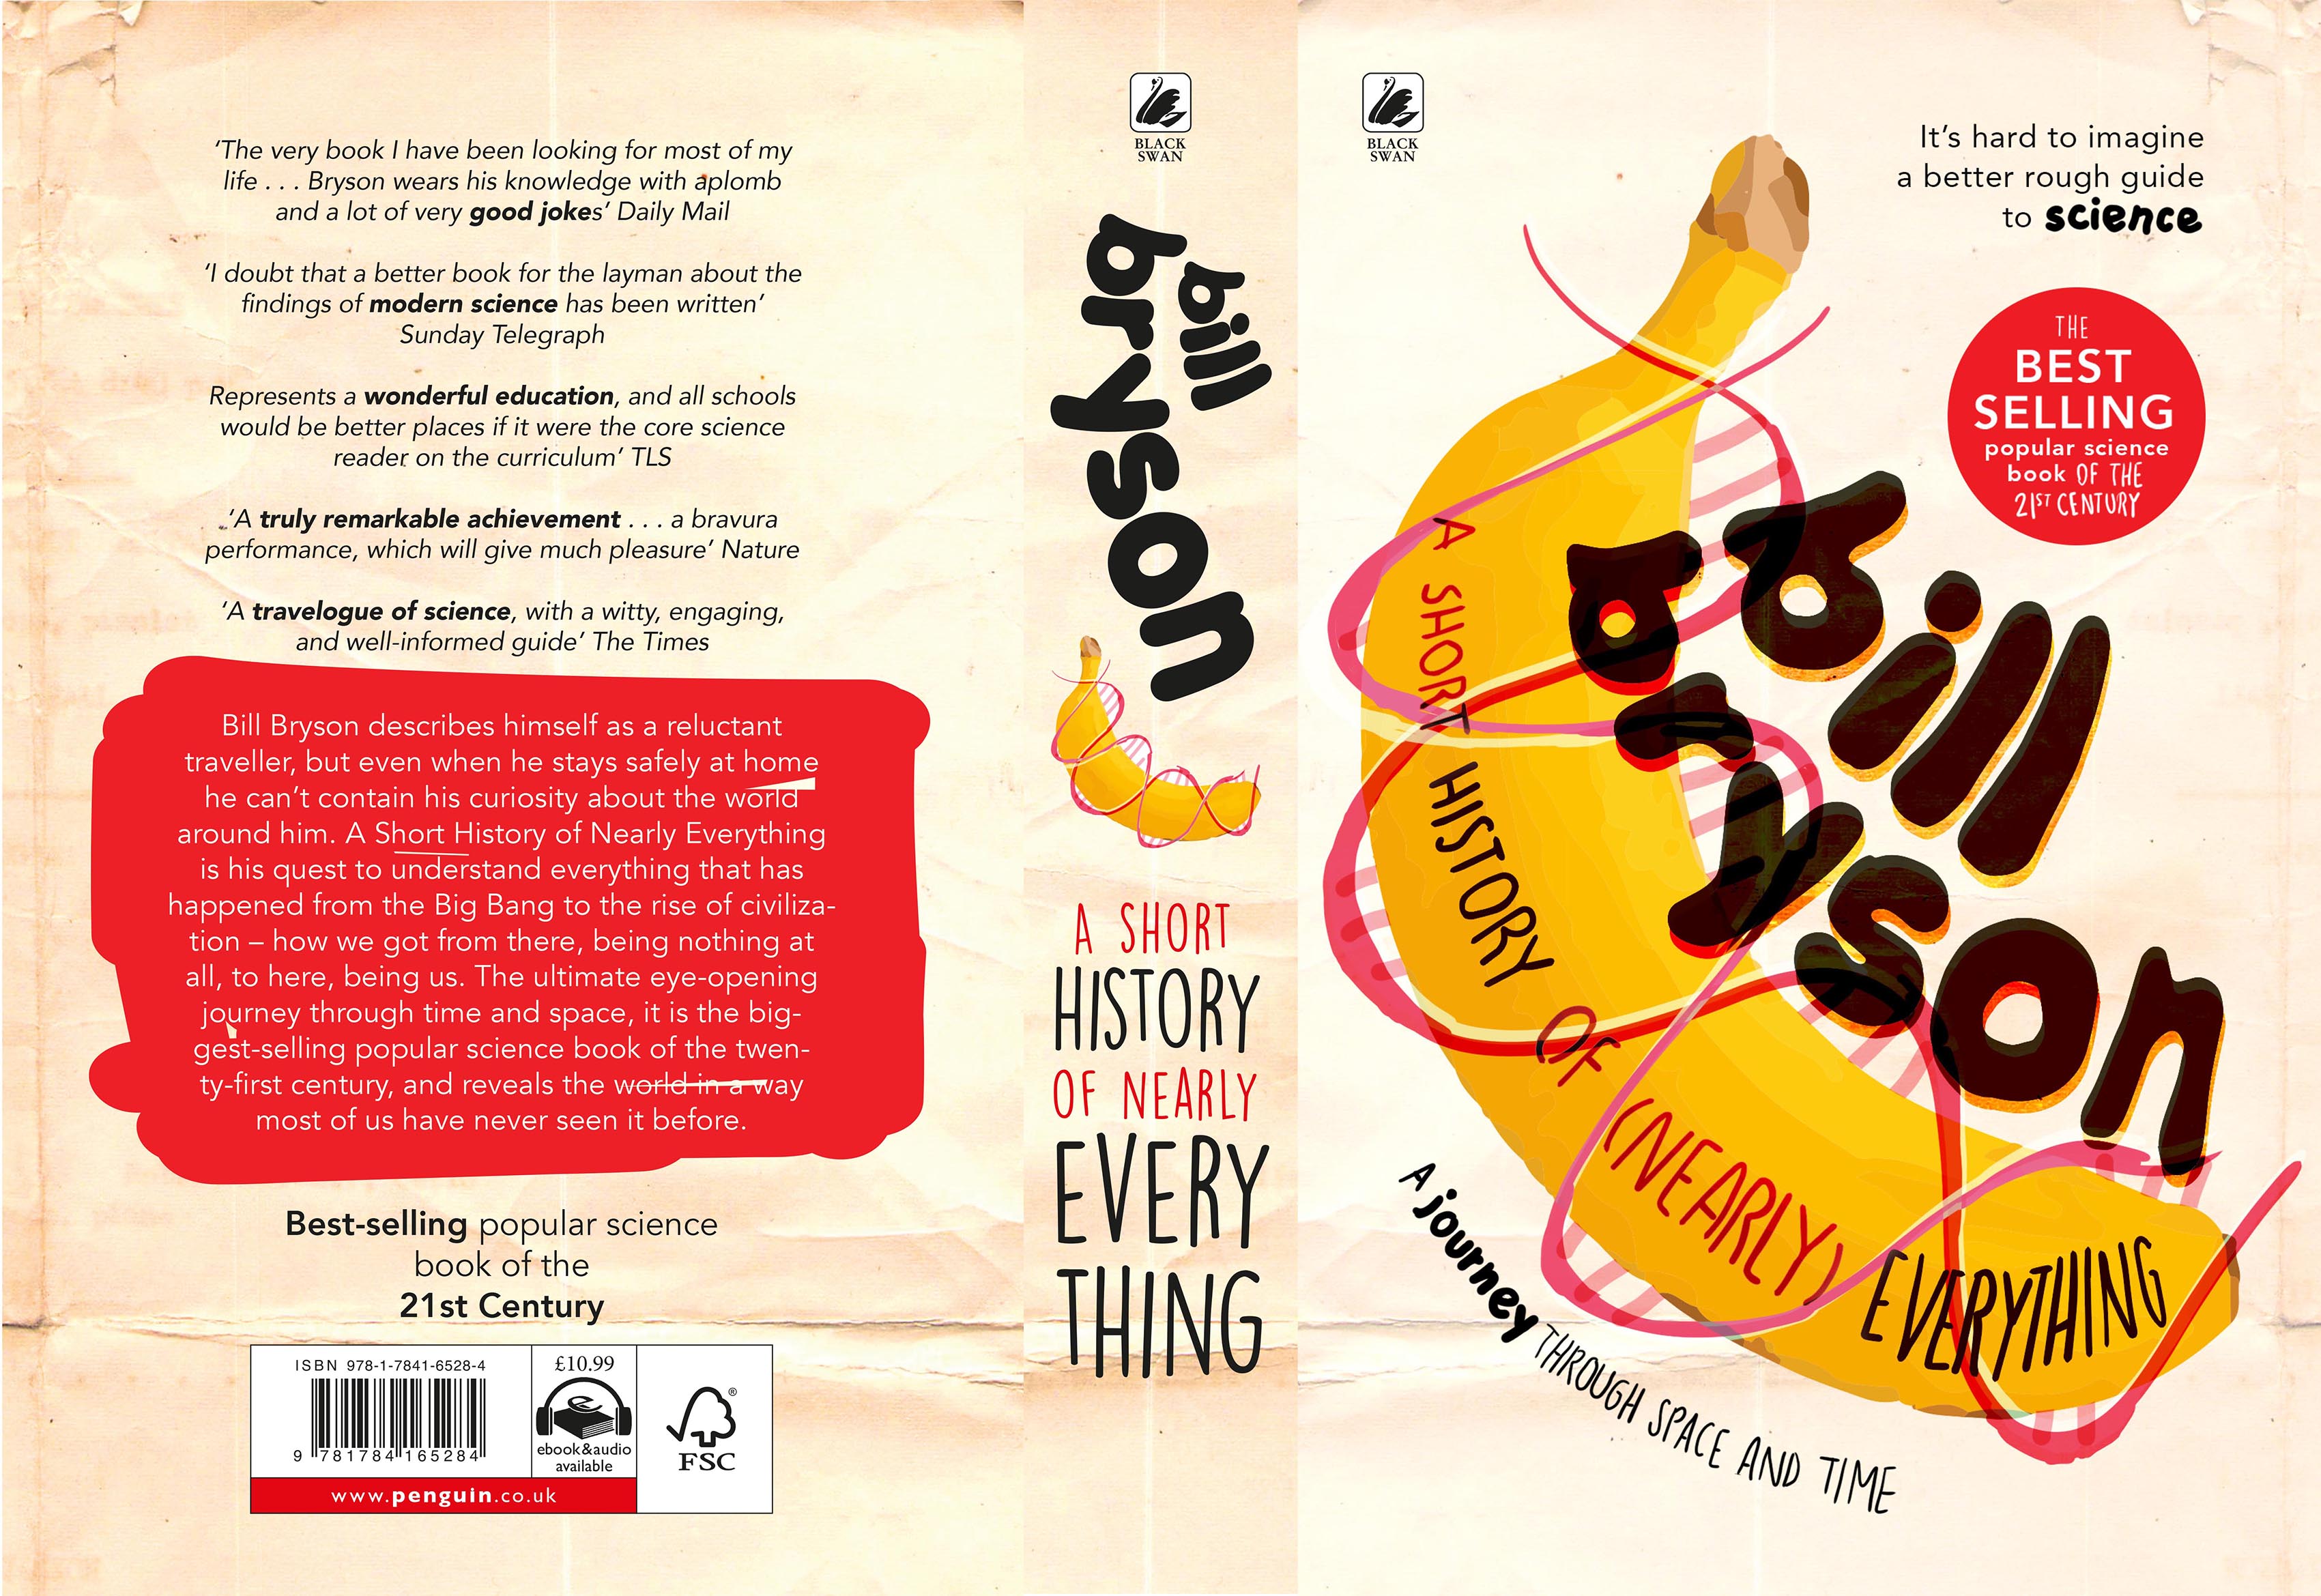 ‘The very book I have been looking for most of my
life . . . Bryson wears his knowledge with aplomb
and a lot of very good jokes’ Daily Mail
‘I doubt that a better book for the layman about the
findings of modern science has been written’
Sunday Telegraph
Represents a wonderful education, and all schools
would be better places if it were the core science
reader on the curriculum’ TLS
‘A truly remarkable achievement . . . a bravura
performance, which will give much pleasure’ Nature
‘A travelogue of science, with a witty, engaging,
and well-informed guide’ The Times
Bill Bryson describes himself as a reluctant
traveller, but even when he stays safely at home
he can’t contain his curiosity about the world
around him. A Short History of Nearly Everything
is his quest to understand everything that has
happened from the Big Bang to the rise of civiliza-
tion – how we got from there, being nothing at
all, to here, being us. The ultimate eye-opening
journey through time and space, it is the big-
gest-selling popular science book of the twen-
ty-first century, and reveals the world in a way
most of us have never seen it before.
Best-selling popular science
book of the
21st Century
ISBN 978-1-7841-6528-4
9 781784 165284
£10.99
ebook&audio
available
® FSC
www.penguin.co.uk
BLACK
SWAN
bill
bryson
A SHORT
HISTORY
OF NEARLY
EVERY
THING
BLACK
SWAN
It’s hard to imagine
a better rough guide
to science
THE
BEST
SELLING
popular science
book OF THE
21ST CENTURY
bill
bryson
A SHORT HISTORY OF (NEARLY) EVERYTHING
A journey THROUGH SPACE AND TIME